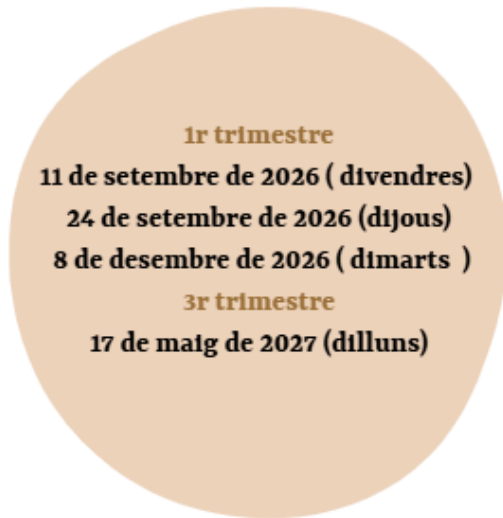 1r trimestre
11 de setembre de 2026 ( divendres)
24 de setembre de 2026 (dijous)
8 de desembre de 2026 ( dimarts  )
3r trimestre
17 de maig de 2027 (dilluns)